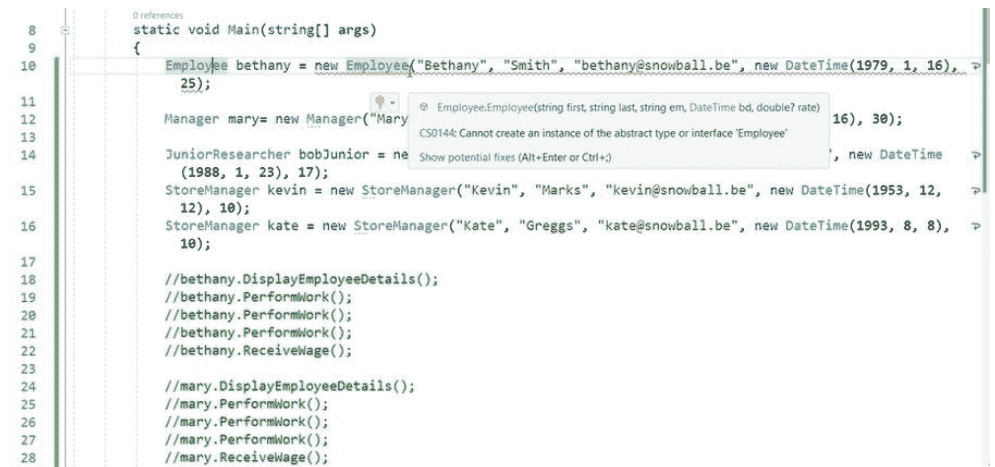 0 references
8 static void Main(string[] args)
9 {
10 Employee bethany = new Employee("Bethany", "Smith", "bethany@snowball.be", new DateTime(1979, 1, 16),
25);
11
Employee.Employee(string first, string last, string em, DateTime bd, double? rate)
12 Manager mary= new Manager("Mary 16), 30);
CS0144: Cannot create an instance of the abstract type or interface 'Employee'
13
14 JuniorResearcher bobJunior = ne ", new DateTime
Show potential fixes (Alt+Enter or Ctrl+;)
(1988, 1, 23), 17);
15 StoreManager kevin = new StoreManager("Kevin", "Marks", "kevin@snowball.be", new DateTime(1953, 12,
12), 10);
16 StoreManager kate = new StoreManager("Kate", "Greggs", "kate@snowball.be", new DateTime(1993, 8, 8),
10);
17
18 //bethany.DisplayEmployeeDetails();
19 //bethany.PerformWork();
20 //bethany.PerformWork();
21 //bethany.PerformWork();
22 //bethany.ReceiveWage();
23
24 //mary.DisplayEmployeeDetails();
25 //mary.PerformWork();
26 //mary.PerformWork();
27 //mary.PerformWork();
28 //mary.ReceiveWage();